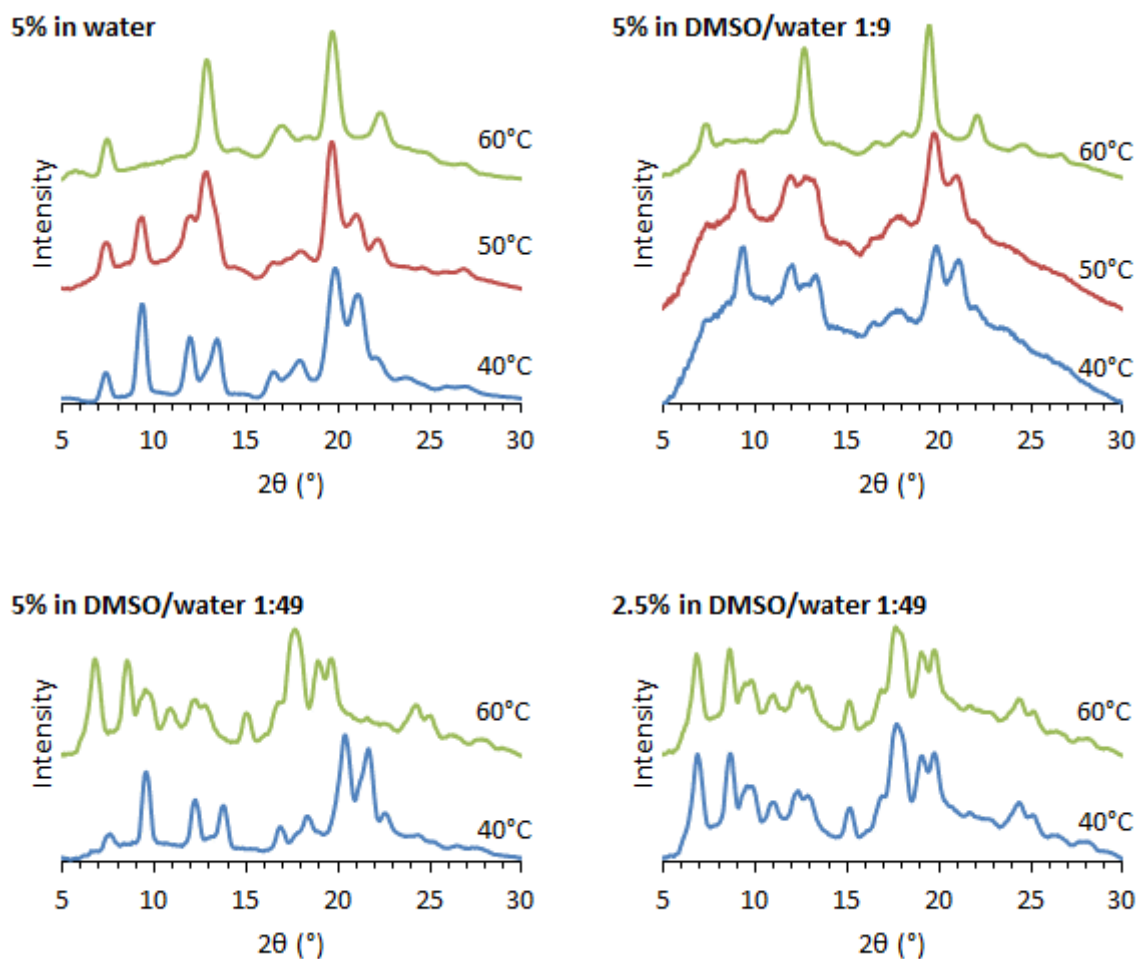 5% in water
Intensity
60°C
50°C
40°C
5 10 15 20 25 30
2θ (°)
5% in DMSO/water 1:9
Intensity
60°C
50°C
40°C
5 10 15 20 25 30
2θ (°)
5% in DMSO/water 1:49
Intensity
60°C
40°C
5 10 15 20 25 30
2θ (°)
2.5% in DMSO/water 1:49
Intensity
60°C
40°C
5 10 15 20 25 30
2θ (°)